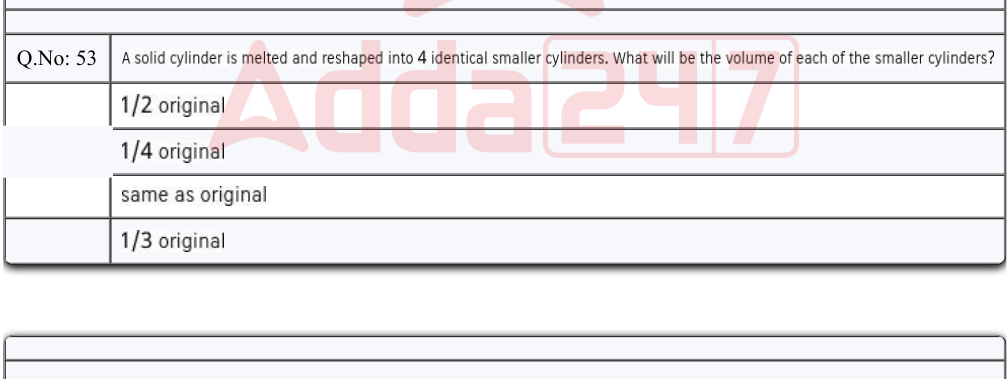 Q.No: 53
A solid cylinder is melted and reshaped into 4 identical smaller cylinders. What will be the volume of each of the smaller cylinders?
1/2 original
1/4 original
same as original
1/3 original
Adda247